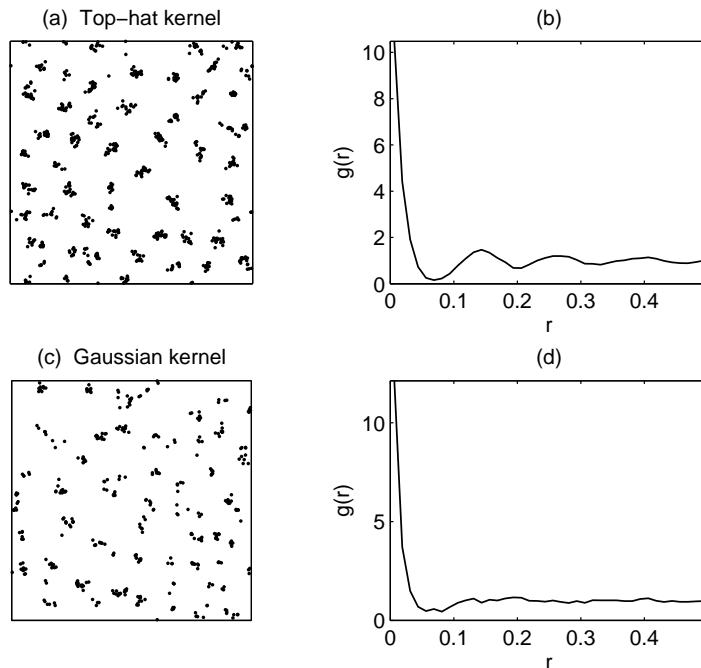 (a) Top−hat kernel
(b)
10
8
6
4
2
0
g(r)
0 0.1 0.2 0.3 0.4
r
(c) Gaussian kernel
(d)
10
5
0
g(r)
0 0.1 0.2 0.3 0.4
r